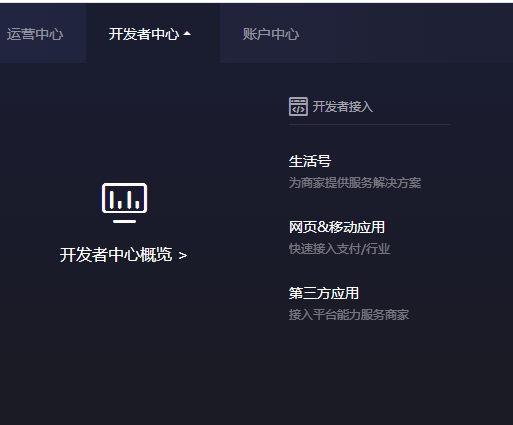 运营中心 开发者中心 账户中心
开发者接入
生活号
为商家提供服务解决方案
开发者中心概览 >
网页&移动应用
快速接入支付/行业
第三方应用
接入平台能力服务商家